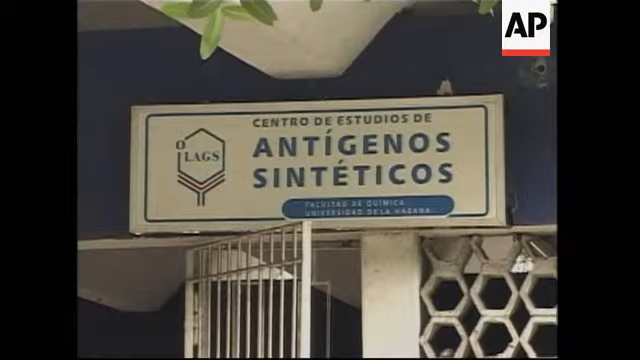 AP
CENTRO DE ESTUDIOS DE
ANTÍGENOS
SINTÉTICOS
O
LAGS
FACULTAD DE QUÍMICA
UNIVERSIDAD DE LA HABANA